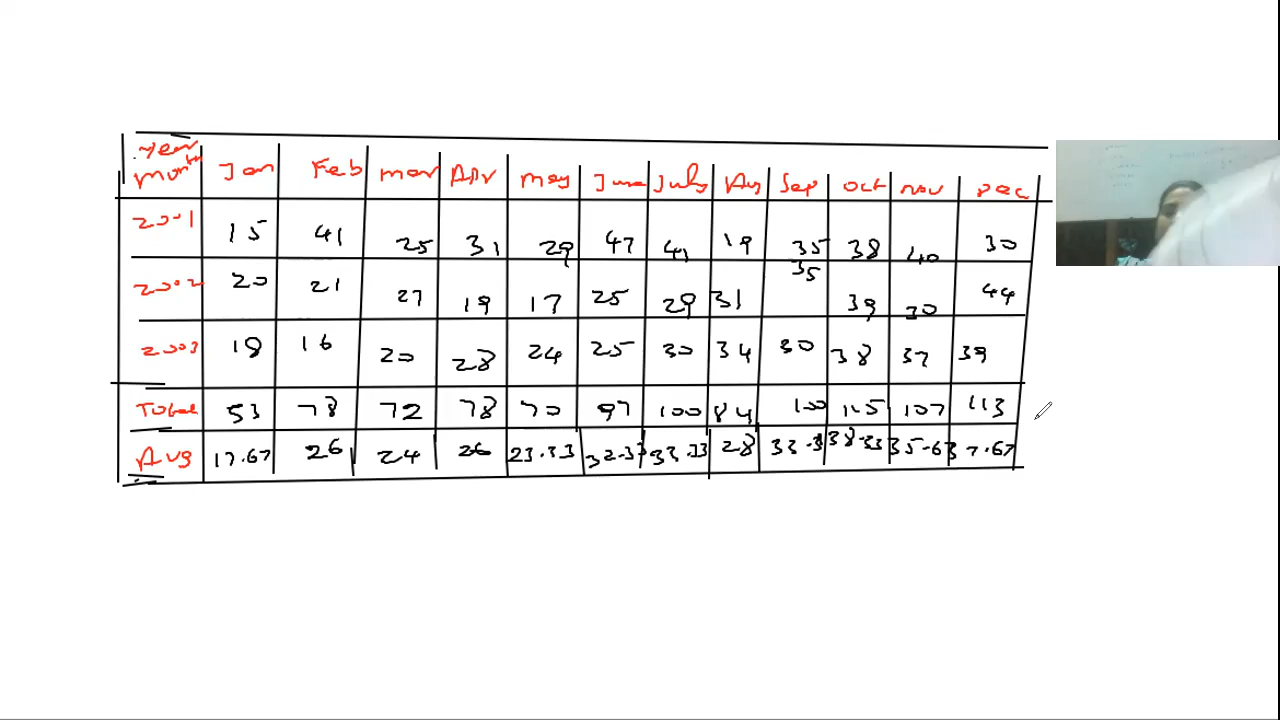 Year
Month Jan Feb mar Apr may June July Aug Sep oct nov Dec
2001 15 41 25 31 29 47 41 19 35 38 40 30
2002 20 21 27 19 17 25 29 31 35 39 30 44
2003 18 16 20 28 24 25 30 34 30 38 37 39
Total 53 78 72 78 70 97 100 84 100 115 107 113
Avg 17.67 26 24 26 23.33 32.33 33.33 28 33.3 38.33 35.6 37.67